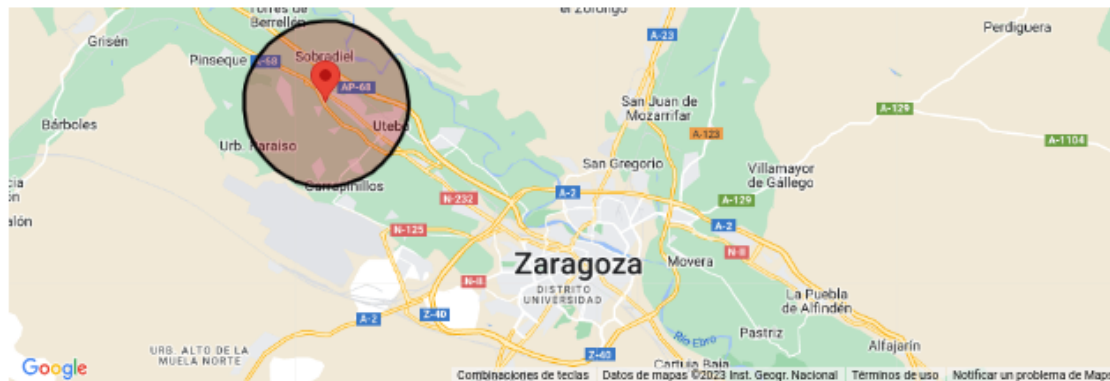 Torres de
Berrellén
el Zorongo
Grisén
A-23
Perdiguera
Pinseque
A-68
Sobradiel
AP-68
San Juan de
Mozarrifar
A-129
Bárboles
Utebo
A-123
A-1104
Urb. Paraíso
San Gregorio
Villamayor
de Gállego
Garrapinillos
A-2
N-232
A-129
N-125
A-2
N-II
Zaragoza
Movera
N-II
DISTRITO
UNIVERSIDAD
La Puebla
de Alfindén
A-2
Z-40
Río Ebro
Pastriz
Alfajarín
URB. ALTO DE LA
MUELA NORTE
Z-40
Cartuja Baja
Google
Combinaciones de teclas
Datos de mapas ©2023 Inst. Geogr. Nacional
Términos de uso
Notificar un problema de Maps